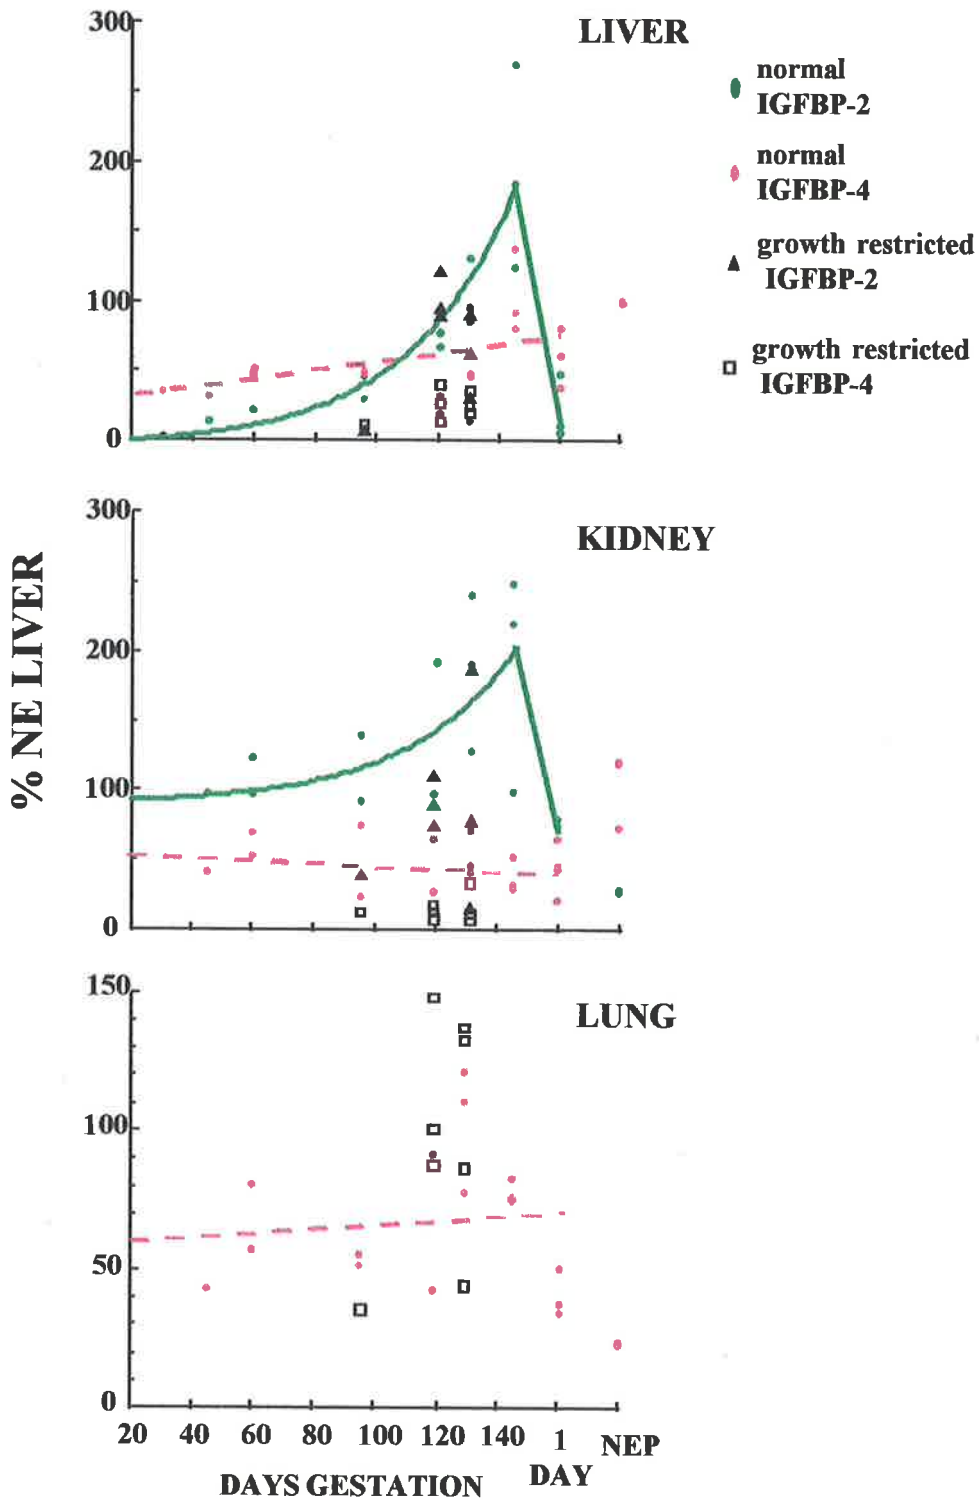 LIVER
300
200
100
0
normal
IGFBP-2
normal
IGFBP-4
growth restricted
IGFBP-2
growth restricted
IGFBP-4
% NE LIVER
KIDNEY
300
200
100
0
LUNG
150
100
50
0
20 40 60 80 100 120 140 1 NEP
DAY
DAYS GESTATION